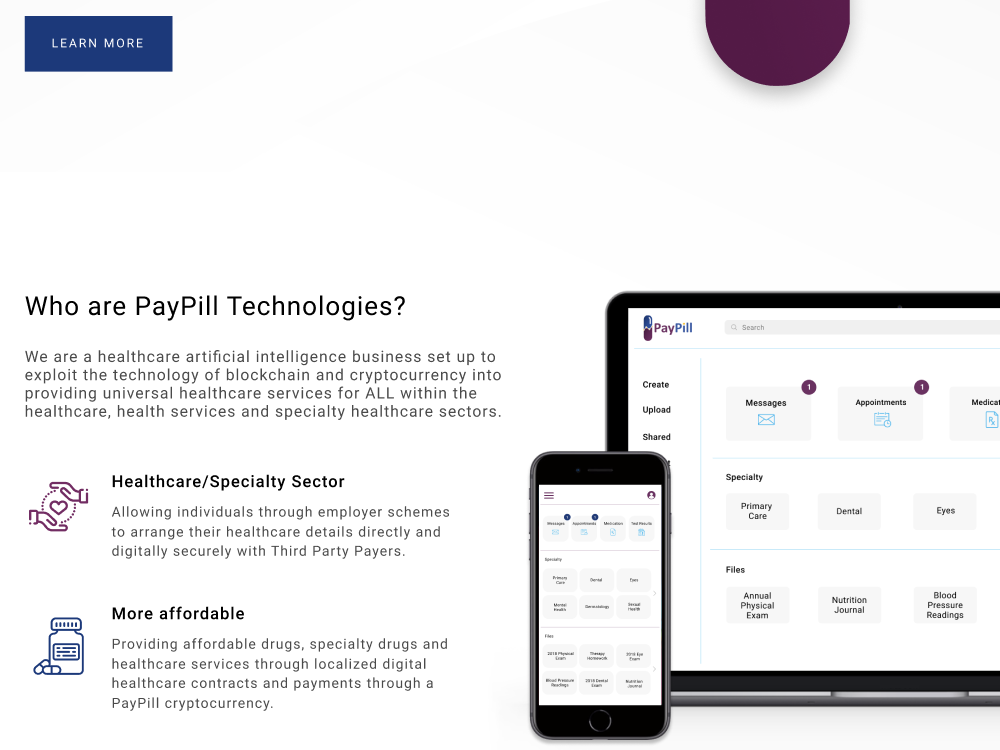 LEARN MORE
Who are PayPill Technologies?
We are a healthcare artificial intelligence business set up to
exploit the technology of blockchain and cryptocurrency into
providing universal healthcare services for ALL within the
healthcare, health services and specialty healthcare sectors.
Healthcare/Specialty Sector
Allowing individuals through employer schemes
to arrange their healthcare details directly and
digitally securely with Third Party Payers.
More affordable
Providing affordable drugs, specialty drugs and
healthcare services through localized digital
healthcare contracts and payments through a
PayPill cryptocurrency.
PayPill
Search
Create
Upload
Shared
1
1
Messages
Appointments
Medicat
Specialty
Primary
Care
Dental
Eyes
Files
Annual
Physical
Exam
Nutrition
Journal
Blood
Pressure
Readings
Messages
Appointments
Medication
Test Results
Specialty
Primary
Care
Dental
Eyes
Mental
Health
Dermatology
Sexual
Health
Files
2018 Physical
Exam
Therapy
Homework
2018 Eye
Exam
Blood Pressure
Readings
2018 Dental
Exam
Nutrition
Journal